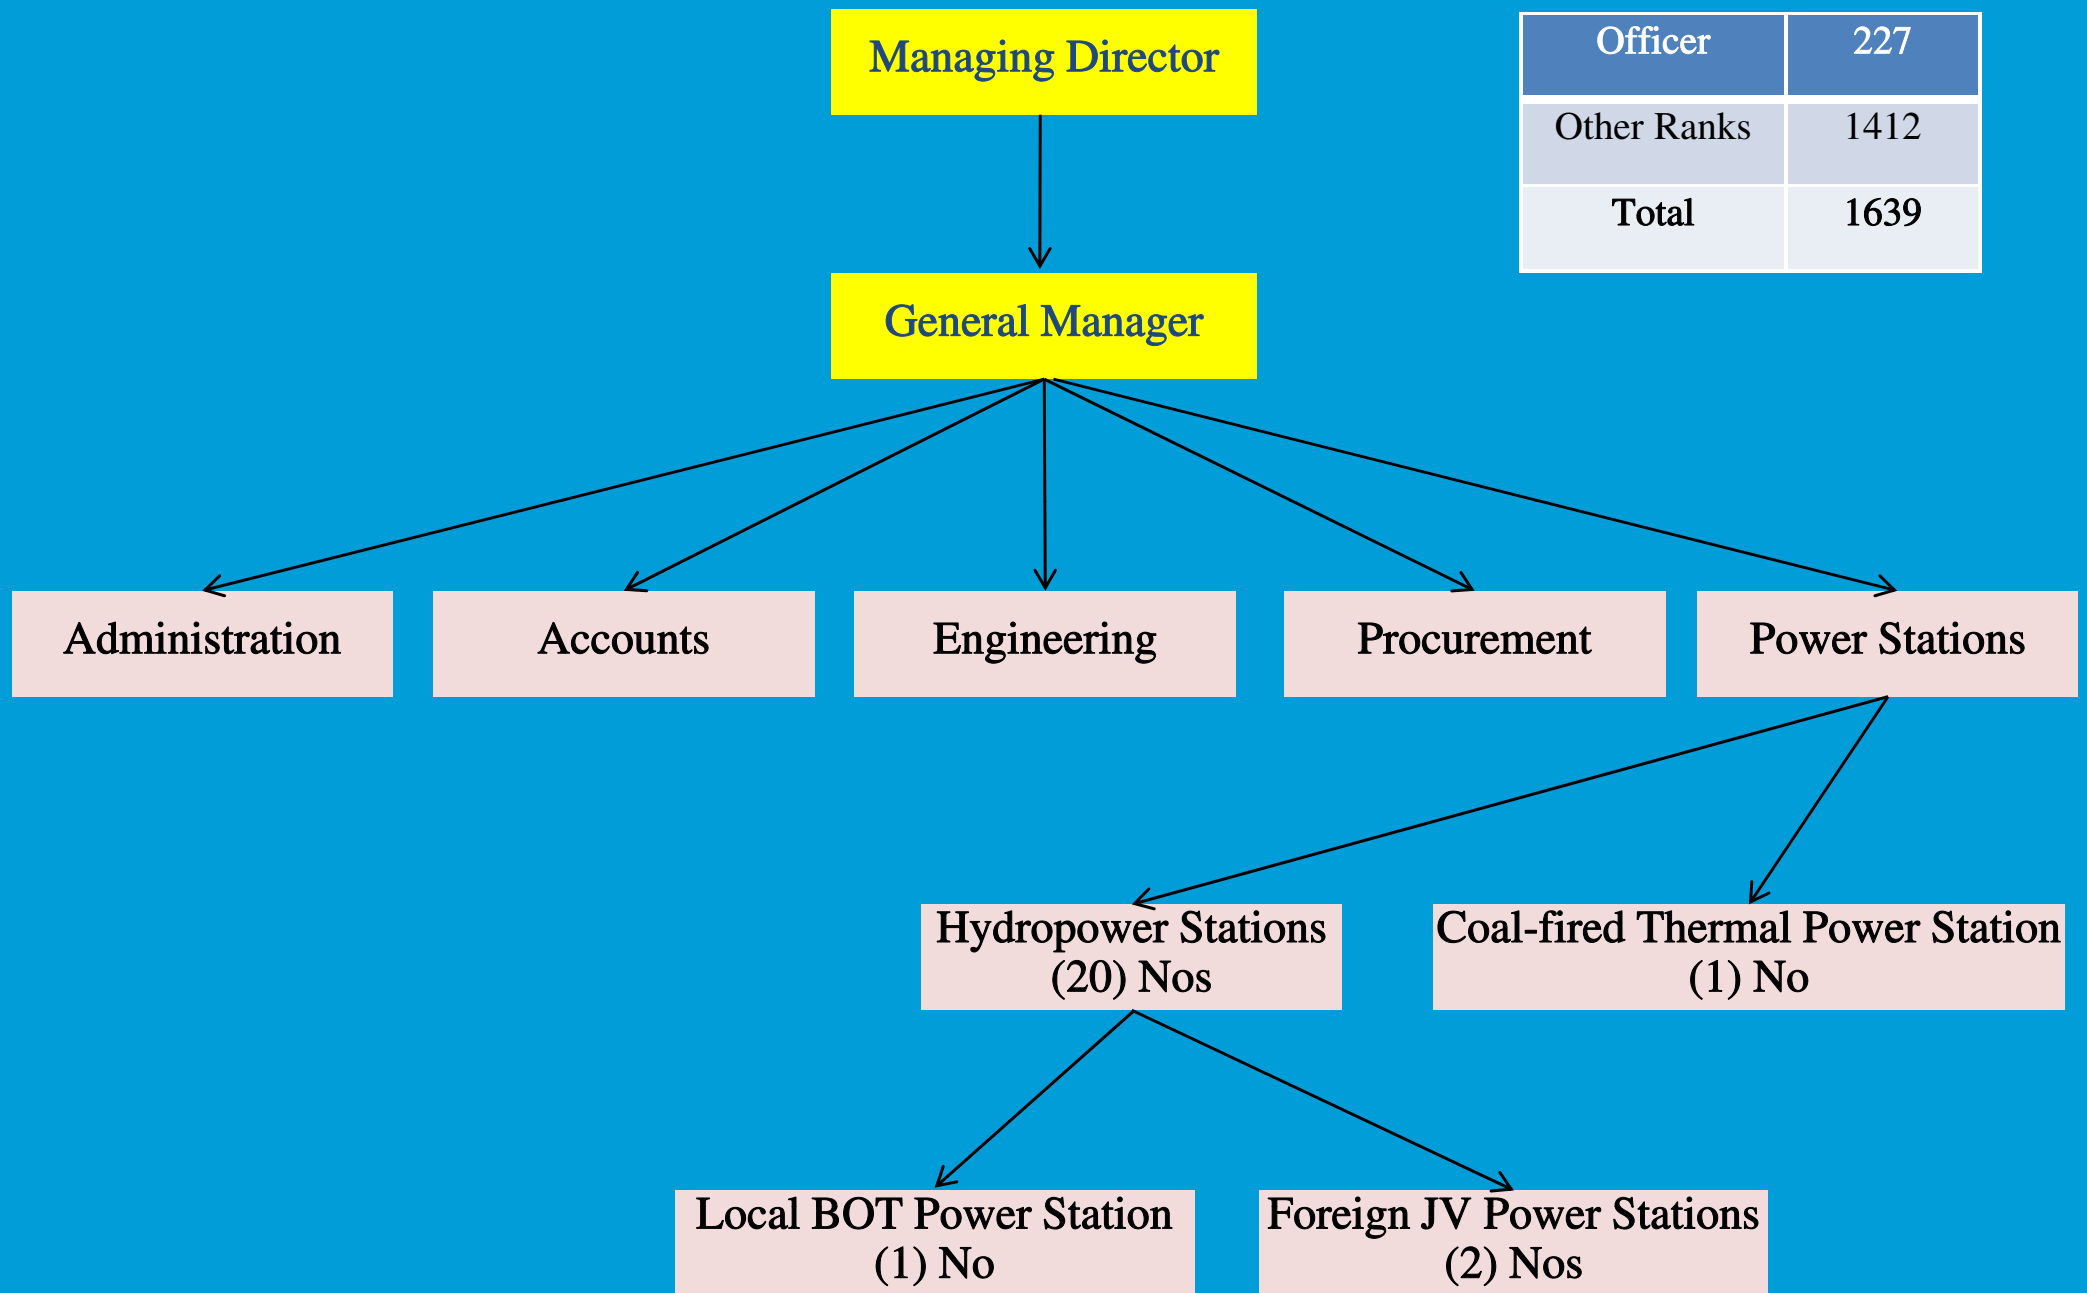 Managing Director
Officer 227
Other Ranks 1412
Total 1639
General Manager
Administration
Accounts
Engineering
Procurement
Power Stations
Hydropower Stations
(20) Nos
Coal-fired Thermal Power Station
(1) No
Local BOT Power Station
(1) No
Foreign JV Power Stations
(2) Nos